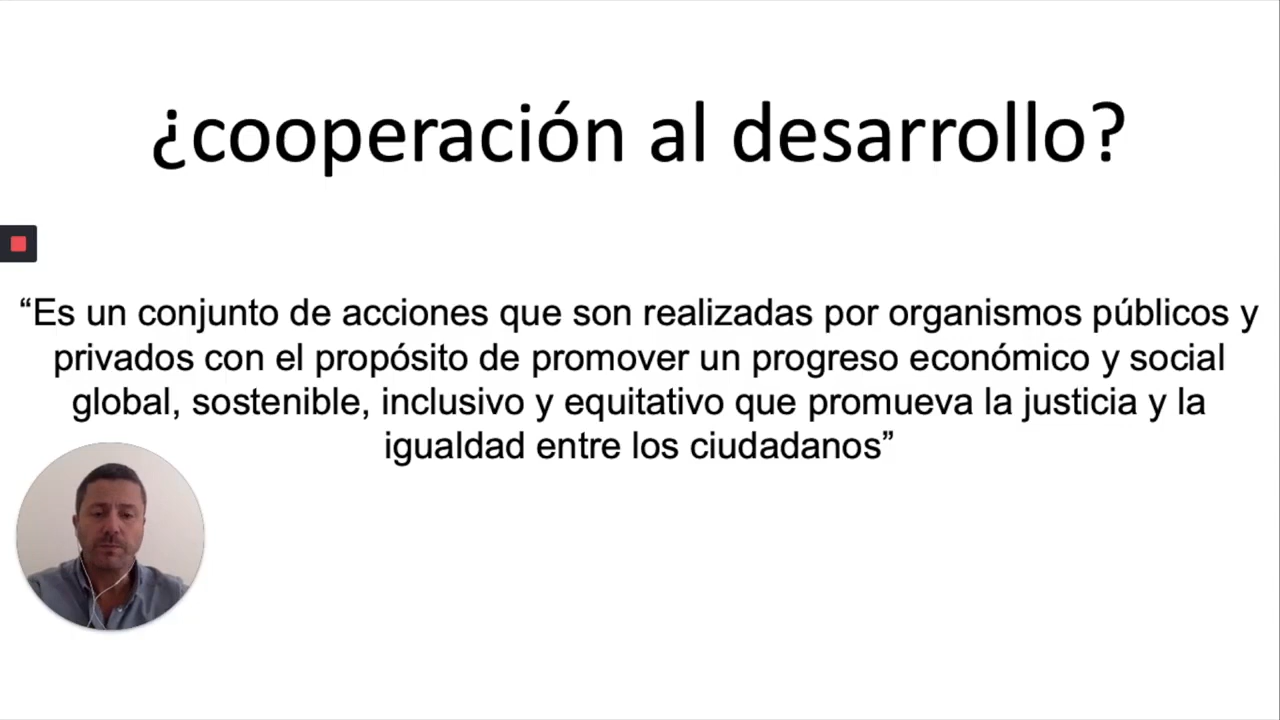 ¿cooperación al desarrollo?
“Es un conjunto de acciones que son realizadas por organismos públicos y
privados con el propósito de promover un progreso económico y social
global, sostenible, inclusivo y equitativo que promueva la justicia y la
igualdad entre los ciudadanos”